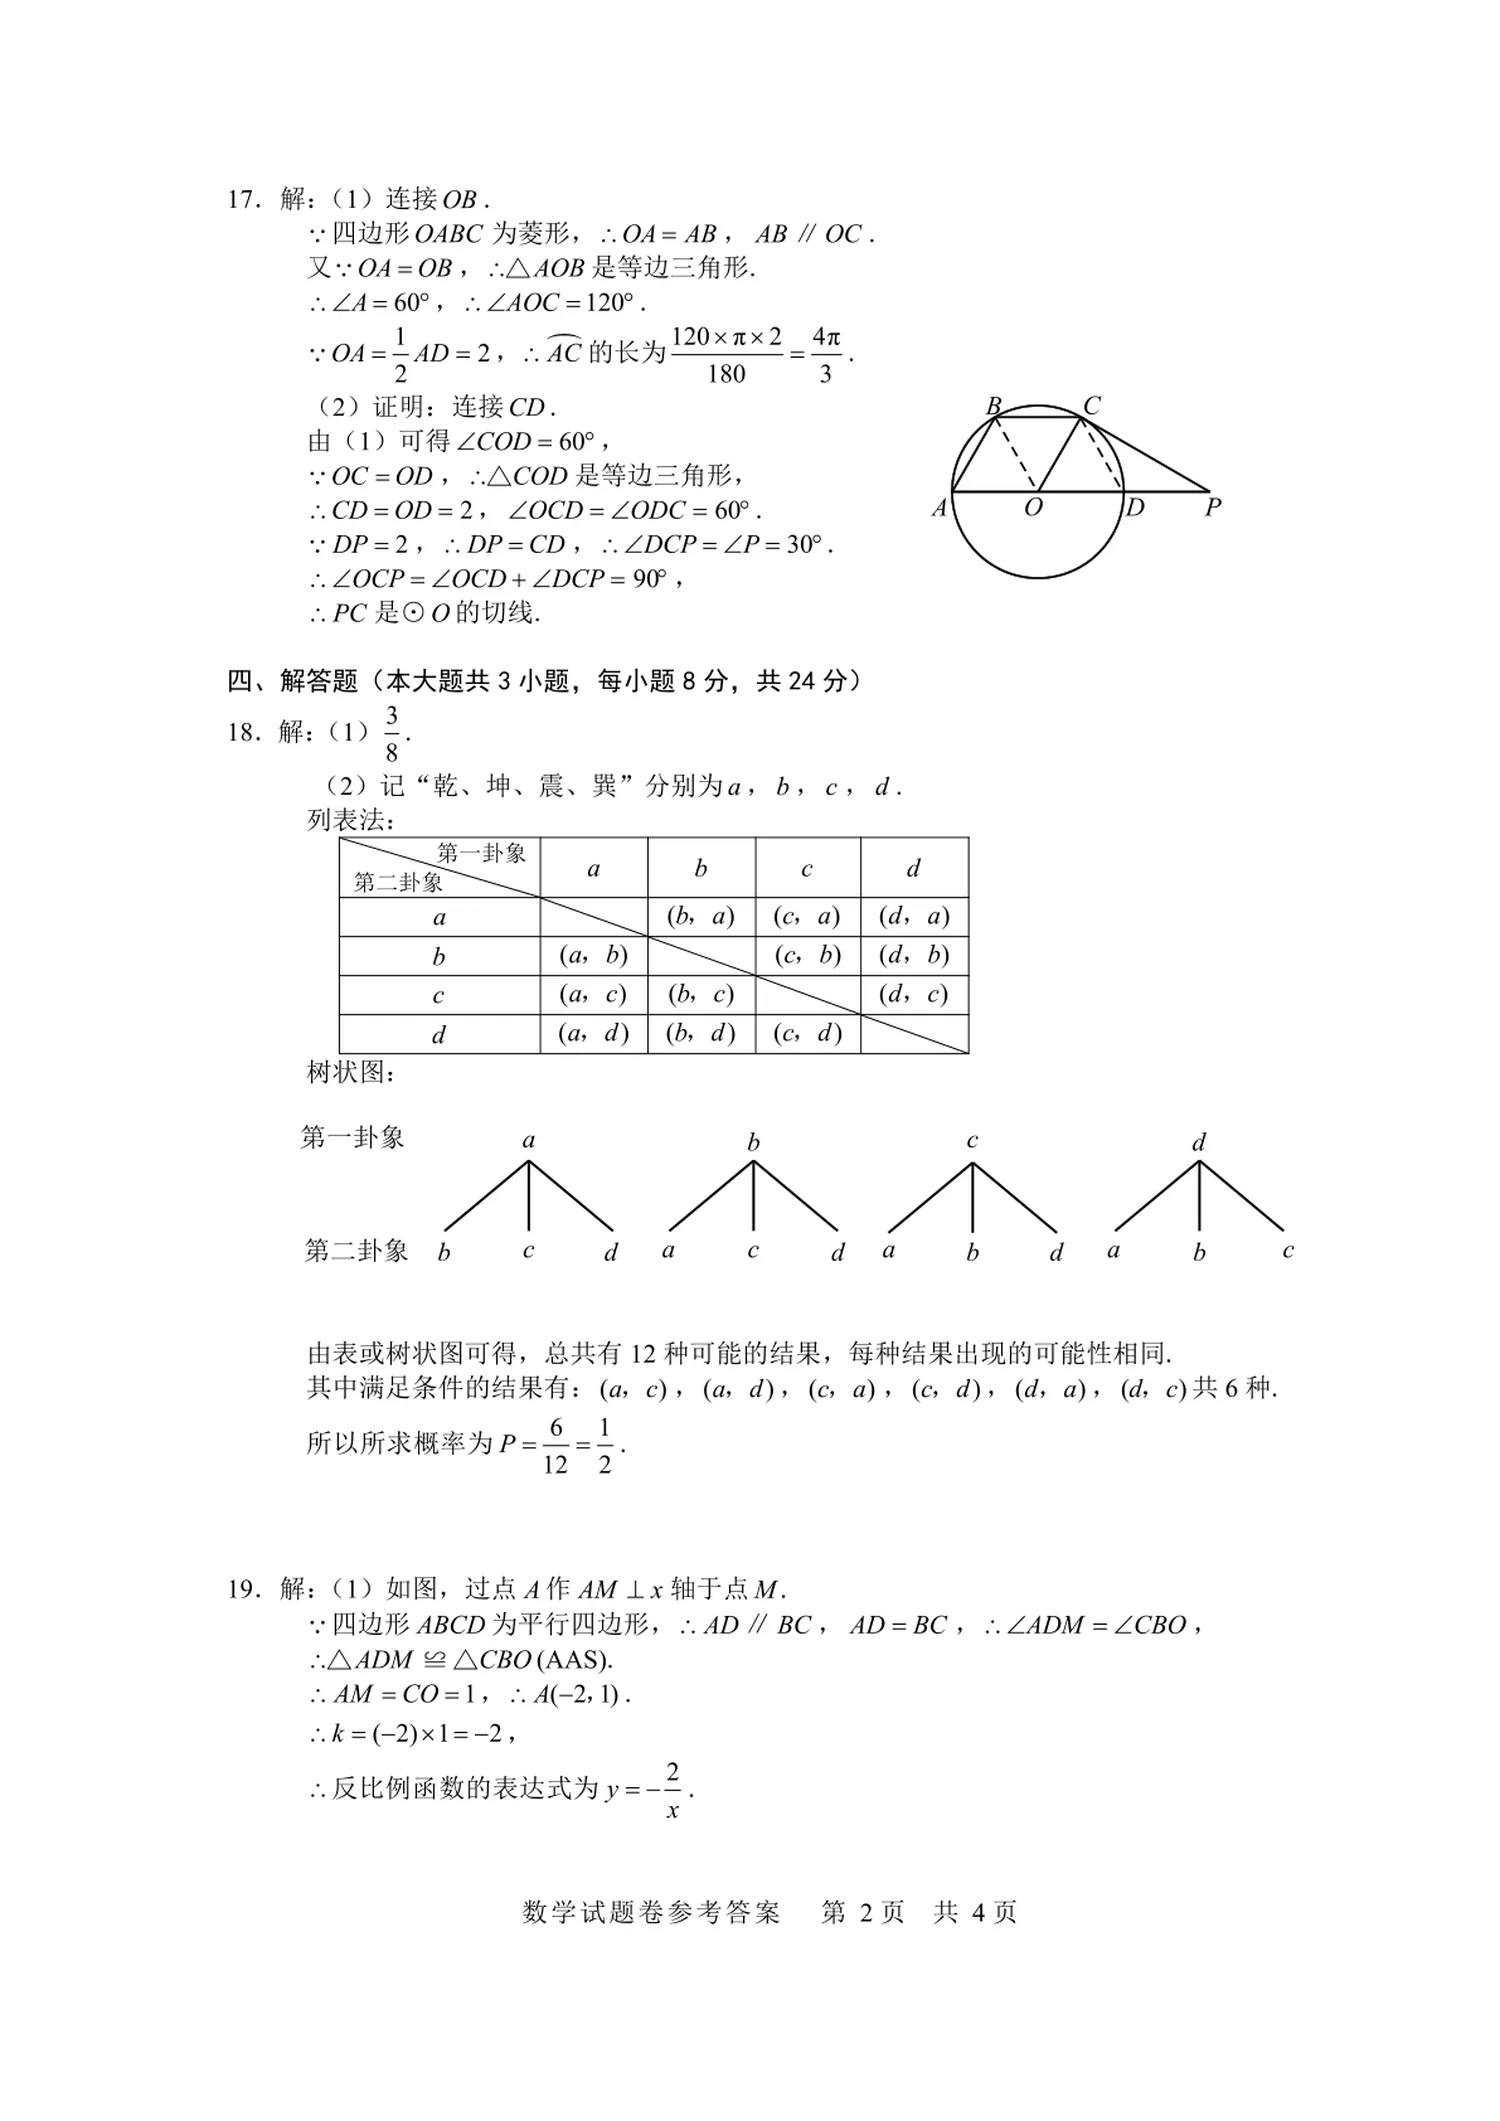 17．解：（1）连接OB．
∵四边形OABC为菱形，∴OA＝AB，AB∥OC．
又∵OA＝OB，∴△AOB是等边三角形．
∴∠A＝60°，∴∠AOC＝120°．
∵OA＝1/2 AD＝2，∴⌒AC的长为 (120×π×2)/180＝4π/3．
（2）证明：连接CD．
由（1）可得∠COD＝60°，
∵OC＝OD，∴△COD是等边三角形，
∴CD＝OD＝2，∠OCD＝∠ODC＝60°．
∵DP＝2，∴DP＝CD，∴∠DCP＝∠P＝30°．
∴∠OCP＝∠OCD＋∠DCP＝90°，
∴PC是⊙O的切线．
B C
A O D P
四、解答题（本大题共3小题，每小题8分，共24分）
18．解：（1）3/8．
（2）记“乾、坤、震、巽”分别为a，b，c，d．
列表法：
第一卦象 a b c d
第二卦象
a (b，a) (c，a) (d，a)
b (a，b) (c，b) (d，b)
c (a，c) (b，c) (d，c)
d (a，d) (b，d) (c，d)
树状图：
第一卦象 a b c d
第二卦象 b c d a c d a b d a b c
由表或树状图可得，总共有12种可能的结果，每种结果出现的可能性相同．
其中满足条件的结果有：(a，c)，(a，d)，(c，a)，(c，d)，(d，a)，(d，c)共6种．
所以所求概率为P＝6/12＝1/2．
19．解：（1）如图，过点A作AM⊥x轴于点M．
∵四边形ABCD为平行四边形，∴AD∥BC，AD＝BC，∴∠ADM＝∠CBO，
∴△ADM≌△CBO(AAS)．
∴AM＝CO＝1，∴A(−2，1)．
∴k＝(−2)×1＝−2，
∴反比例函数的表达式为y＝−2/x．
数学试题卷参考答案 第 2 页 共 4 页